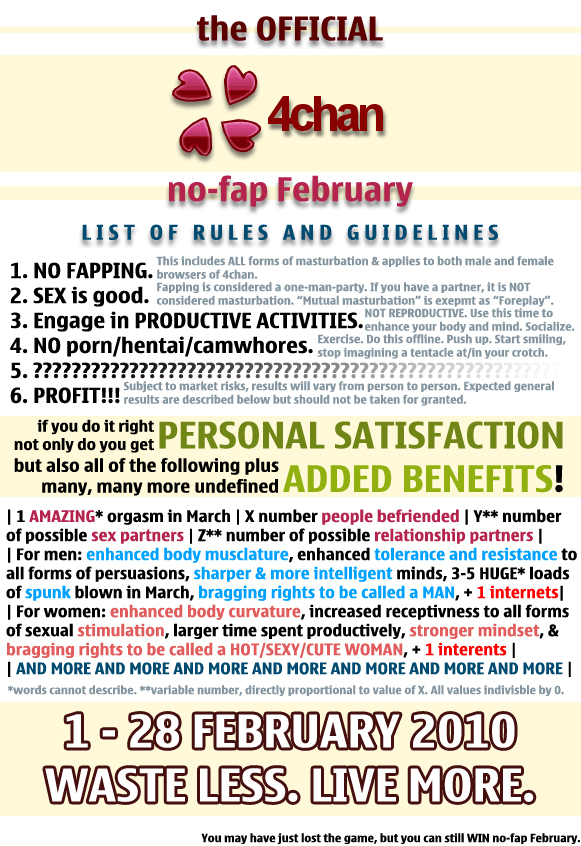 the OFFICIAL
4chan
no-fap February
LIST OF RULES AND GUIDELINES
1. NO FAPPING. This includes ALL forms of masturbation & applies to both male and female
browsers of 4chan.
2. SEX is good. Fapping is considered a one-man-party. If you have a partner, it is NOT
considered masturbation. “Mutual masturbation” is exepmt as “Foreplay”.
3. Engage in PRODUCTIVE ACTIVITIES. NOT REPRODUCTIVE. Use this time to
enhance your body and mind. Socialize.
4. NO porn/hentai/camwhores. Exercise. Do this offline. Push up. Start smiling,
stop imagining a tentacle at/in your crotch.
5. ????????????????????????????????????????????
6. PROFIT!!! Subject to market risks, results will vary from person to person. Expected general
results are described below but should not be taken for granted.
if you do it right
not only do you get PERSONAL SATISFACTION
but also all of the following plus
many, many more undefined ADDED BENEFITS!
| 1 AMAZING* orgasm in March | X number people befriended | Y** number
of possible sex partners | Z** number of possible relationship partners |
| For men: enhanced body musclature, enhanced tolerance and resistance to
all forms of persuasions, sharper & more intelligent minds, 3-5 HUGE* loads
of spunk blown in March, bragging rights to be called a MAN, + 1 internets|
| For women: enhanced body curvature, increased receptivness to all forms
of sexual stimulation, larger time spent productively, stronger mindset, &
bragging rights to be called a HOT/SEXY/CUTE WOMAN, + 1 interents |
| AND MORE AND MORE AND MORE AND MORE AND MORE AND MORE AND MORE |
*words cannot describe. **variable number, directly proportional to value of X. All values indivisble by 0.
1 - 28 FEBRUARY 2010
WASTE LESS. LIVE MORE.
You may have just lost the game, but you can still WIN no-fap February.